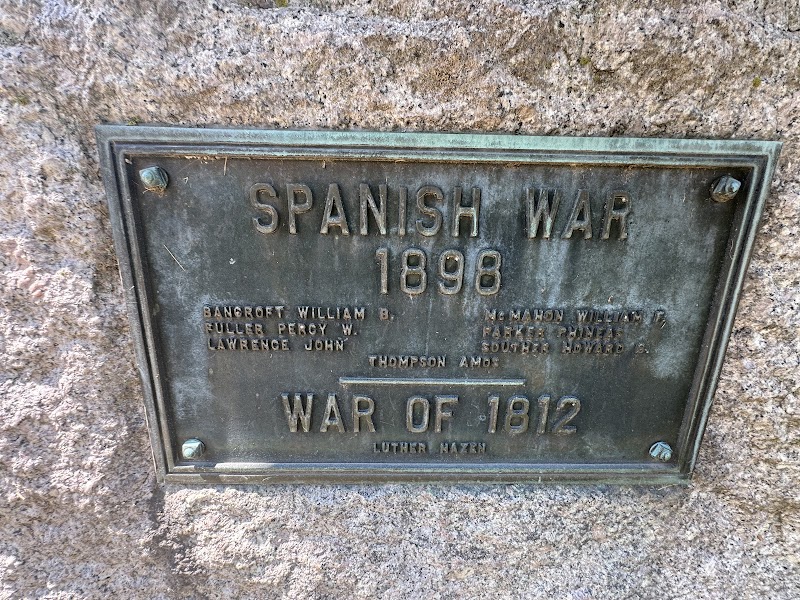 SPANISH WAR
1898
BANCROFT WILLIAM B.
FULLER PERCY W.
LAWRENCE JOHN
McMAHON WILLIAM F.
PARKER PHINEAS
SOUTHER HOWARD
THOMPSON AMOS
WAR OF 1812
LUTHER HAZEN